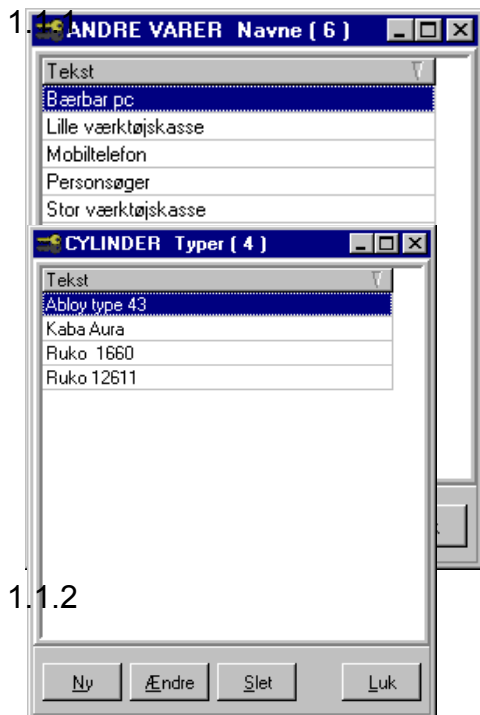 1.1.1
ANDRE VARER Navne ( 6 )
Tekst
Bærbar pc
Lille værktøjskasse
Mobiltelefon
Personsøger
Stor værktøjskasse
CYLINDER Typer ( 4 )
Tekst
Abloy type 43
Kaba Aura
Ruko 1660
Ruko 12611
1.1.2
Ny Ændre Slet Luk